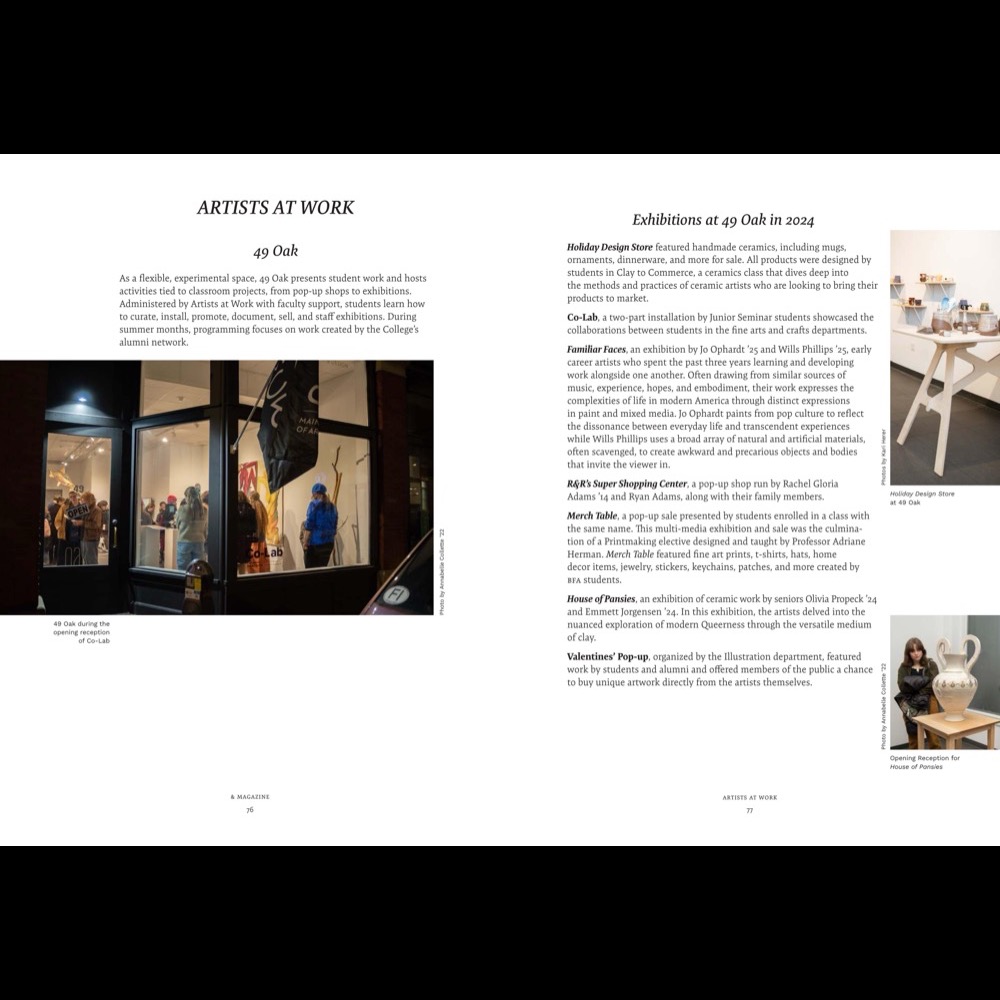 ARTISTS AT WORK
49 Oak
As a flexible, experimental space, 49 Oak presents student work and hosts
activities tied to classroom projects, from pop-up shops to exhibitions.
Administered by Artists at Work with faculty support, students learn how
to curate, install, promote, document, sell, and staff exhibitions. During
summer months, programming focuses on work created by the College's
alumni network.
MAIN
OF AR
49
OPEN
Co-Lab
Photo by Annabelle Collette '22
49 Oak during the
opening reception
of Co-Lab
& MAGAZINE
76
Exhibitions at 49 Oak in 2024
Holiday Design Store featured handmade ceramics, including mugs,
ornaments, dinnerware, and more for sale. All products were designed by
students in Clay to Commerce, a ceramics class that dives deep into
the methods and practices of ceramic artists who are looking to bring their
products to market.
Co-Lab, a two-part installation by Junior Seminar students showcased the
collaborations between students in the fine arts and crafts departments.
Familiar Faces, an exhibition by Jo Ophardt '25 and Wills Phillips '25, early
career artists who spent the past three years learning and developing
work alongside one another. Often drawing from similar sources of
music, experience, hopes, and embodiment, their work expresses the
complexities of life in modern America through distinct expressions
in paint and mixed media. Jo Ophardt paints from pop culture to reflect
the dissonance between everyday life and transcendent experiences
while Wills Phillips uses a broad array of natural and artificial materials,
often scavenged, to create awkward and precarious objects and bodies
that invite the viewer in.
R&R's Super Shopping Center, a pop-up shop run by Rachel Gloria
Adams '14 and Ryan Adams, along with their family members.
Merch Table, a pop-up sale presented by students enrolled in a class with
the same name. This multi-media exhibition and sale was the culmina-
tion of a Printmaking elective designed and taught by Professor Adriane
Herman. Merch Table featured fine art prints, t-shirts, hats, home
decor items, jewelry, stickers, keychains, patches, and more created by
BFA students.
House of Pansies, an exhibition of ceramic work by seniors Olivia Propeck '24
and Emmett Jorgensen '24. In this exhibition, the artists delved into the
nuanced exploration of modern Queerness through the versatile medium
of clay.
Valentines' Pop-up, organized by the Illustration department, featured
work by students and alumni and offered members of the public a chance
to buy unique artwork directly from the artists themselves.
Photos by Kari Herer
Holiday Design Store
at 49 Oak
Photo by Annabelle Collette '22
Opening Reception for
House of Pansies
ARTISTS AT WORK
77